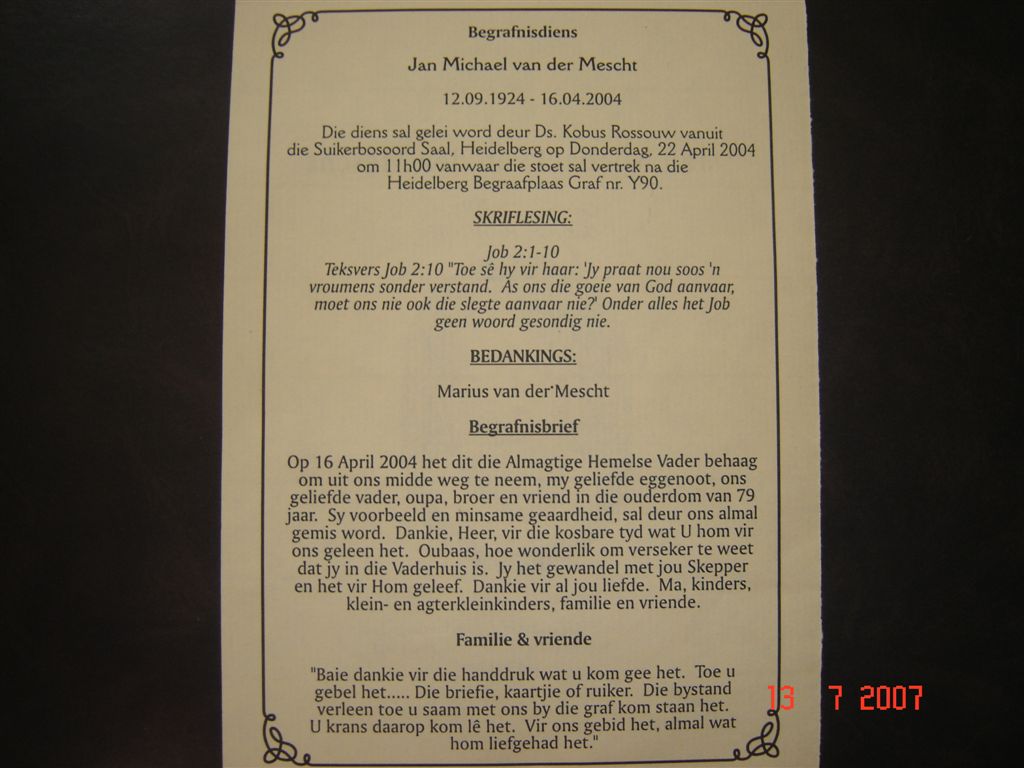 Begrafnisdiens
Jan Michael van der Mescht
12.09.1924 - 16.04.2004
Die diens sal gelei word deur Ds. Kobus Rossouw vanuit
die Suikerbosoord Saal, Heidelberg op Donderdag, 22 April 2004
om 11h00 vanwaar die stoet sal vertrek na die
Heidelberg Begraafplaas Graf nr. Y90.
SKRIFLESING:
Job 2:1-10
Teksvers Job 2:10 "Toe sê hy vir haar: 'Jy praat nou soos 'n
vroumens sonder verstand. As ons die goeie van God aanvaar,
moet ons nie ook die slegte aanvaar nie?' Onder alles het Job
geen woord gesondig nie.
BEDANKINGS:
Marius van der Mescht
Begrafnisbrief
Op 16 April 2004 het dit die Almagtige Hemelse Vader behaag
om uit ons midde weg te neem, my geliefde eggenoot, ons
geliefde vader, oupa, broer en vriend in die ouderdom van 79
jaar. Sy voorbeeld en minsame geaardheid, sal deur ons almal
gemis word. Dankie, Heer, vir die kosbare tyd wat U hom vir
ons geleen het. Oubaas, hoe wonderlik om verseker te weet
dat jy in die Vaderhuis is. Jy het gewandel met jou Skepper
en het vir Hom geleef. Dankie vir al jou liefde. Ma, kinders,
klein- en agterkleinkinders, familie en vriende.
Familie & vriende
"Baie dankie vir die handdruk wat u kom gee het. Toe u
gebel het..... Die briefie, kaartjie of ruiker. Die bystand
verleen toe u saam met ons by die graf kom staan het.
U krans daarop kom lê het. Vir ons gebid het, almal wat
hom liefgehad het."
13 7 2007